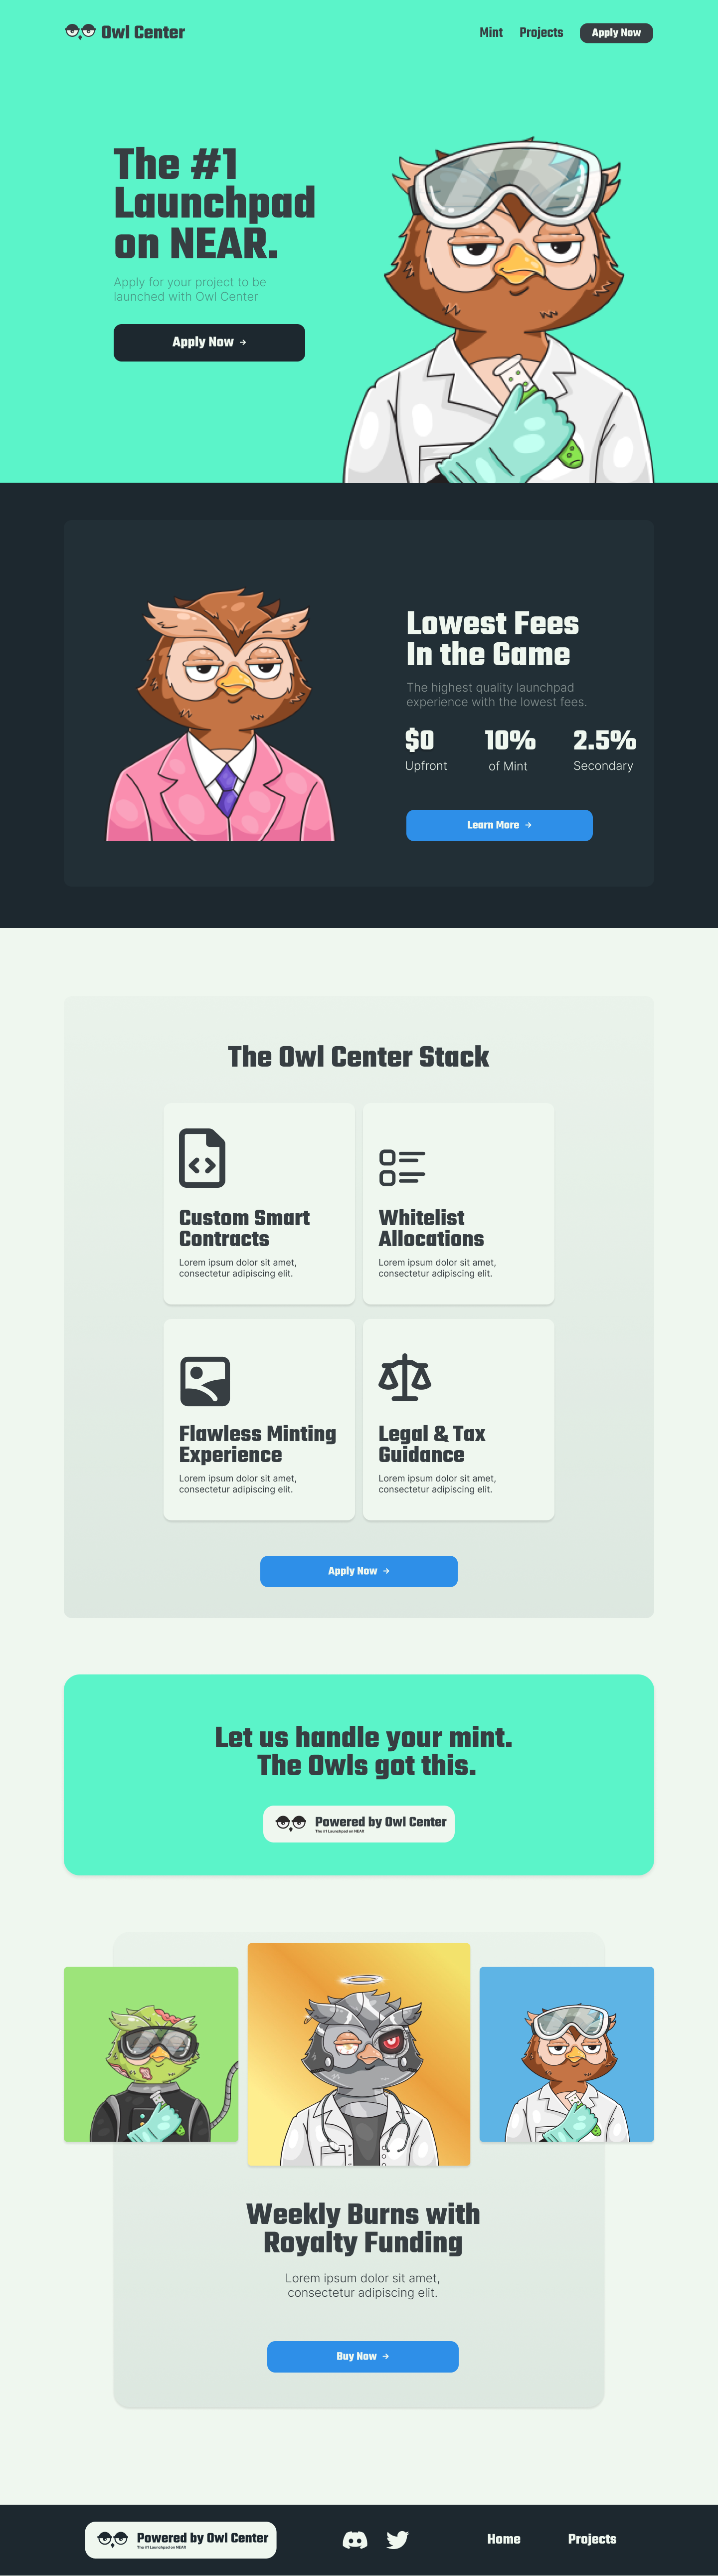 Owl Center
Mint
Projects
Apply Now
The #1
Launchpad
on NEAR.
Apply for your project to be
launched with Owl Center
Apply Now →
Lowest Fees
In the Game
The highest quality launchpad
experience with the lowest fees.
$0
10%
2.5%
Upfront
of Mint
Secondary
Learn More →
The Owl Center Stack
Custom Smart
Contracts
Lorem ipsum dolor sit amet,
consectetur adipiscing elit.
Whitelist
Allocations
Lorem ipsum dolor sit amet,
consectetur adipiscing elit.
Flawless Minting
Experience
Lorem ipsum dolor sit amet,
consectetur adipiscing elit.
Legal & Tax
Guidance
Lorem ipsum dolor sit amet,
consectetur adipiscing elit.
Apply Now →
Let us handle your mint.
The Owls got this.
Powered by Owl Center
The #1 Launchpad on NEAR
Weekly Burns with
Royalty Funding
Lorem ipsum dolor sit amet,
consectetur adipiscing elit.
Buy Now →
Powered by Owl Center
The #1 Launchpad on NEAR
Home
Projects